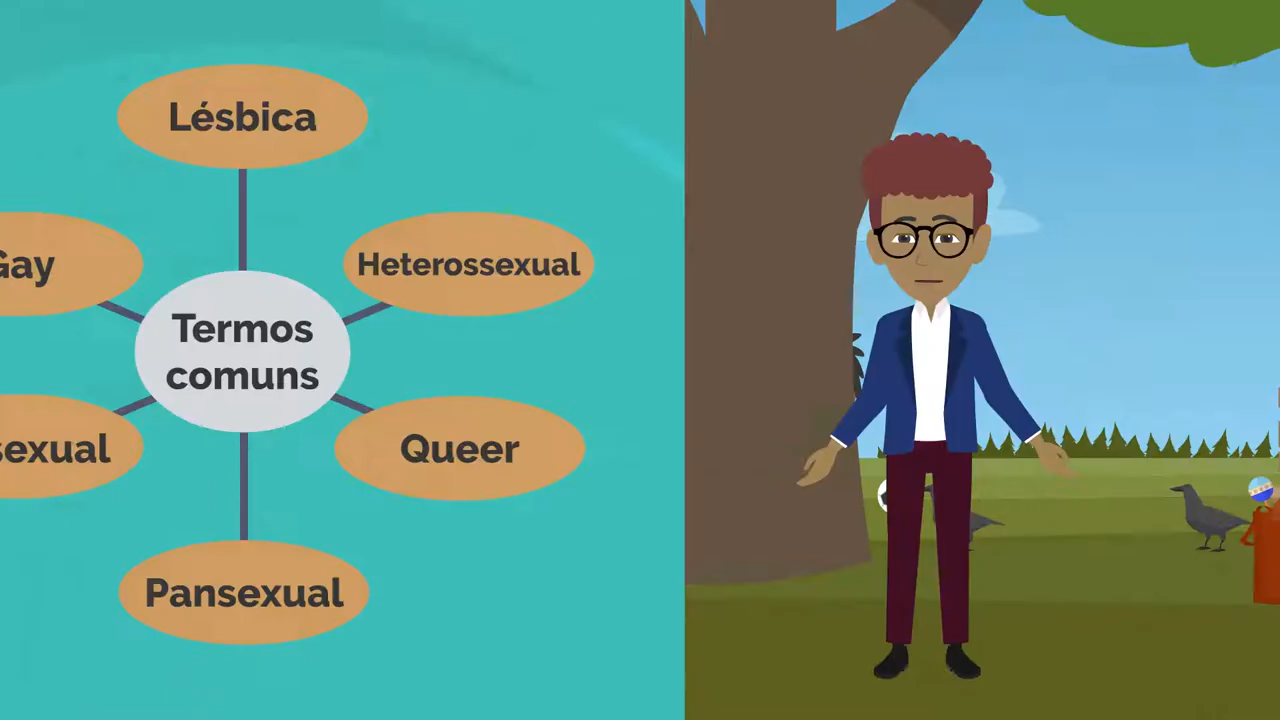 Lésbica
Gay
Heterossexual
Termos
comuns
sexual
Queer
Pansexual